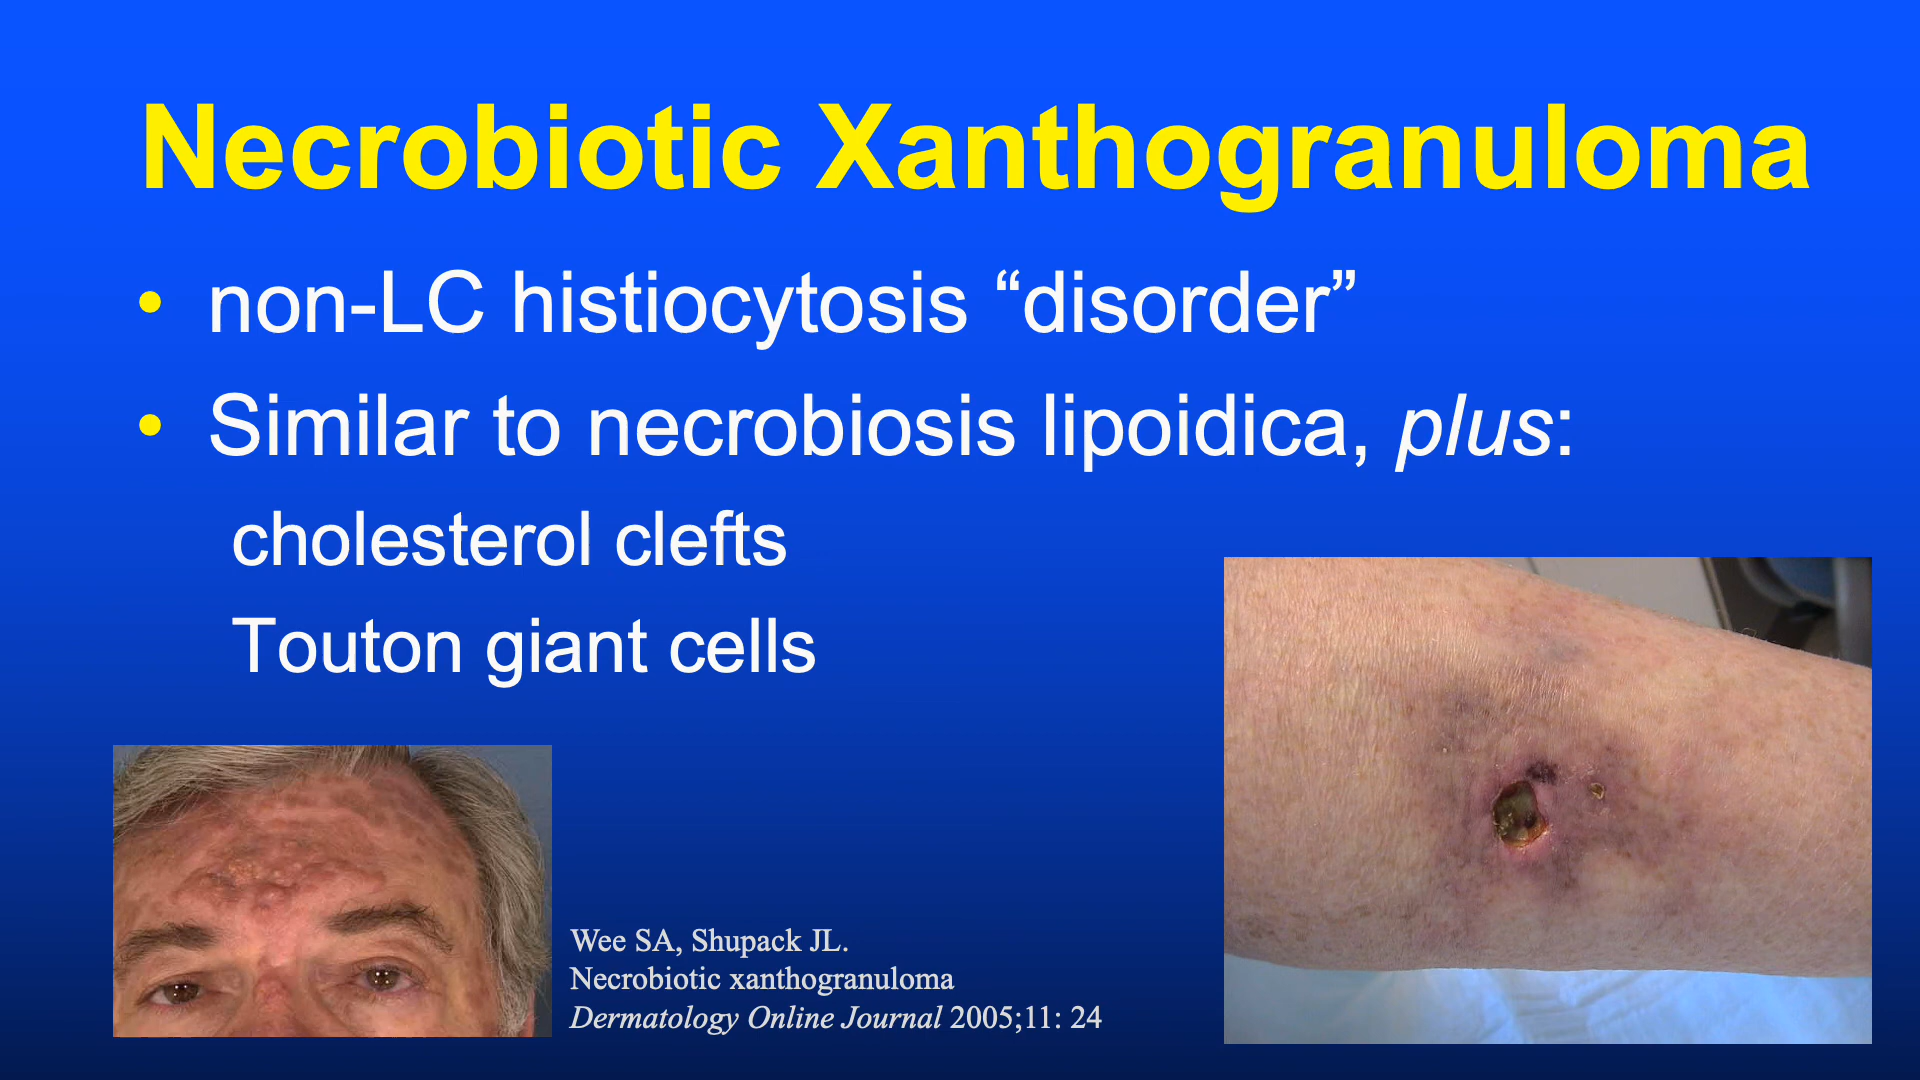 Necrobiotic Xanthogranuloma
• non-LC histiocytosis “disorder”
• Similar to necrobiosis lipoidica, plus:
cholesterol clefts
Touton giant cells
Wee SA, Shupack JL.
Necrobiotic xanthogranuloma
Dermatology Online Journal 2005;11: 24